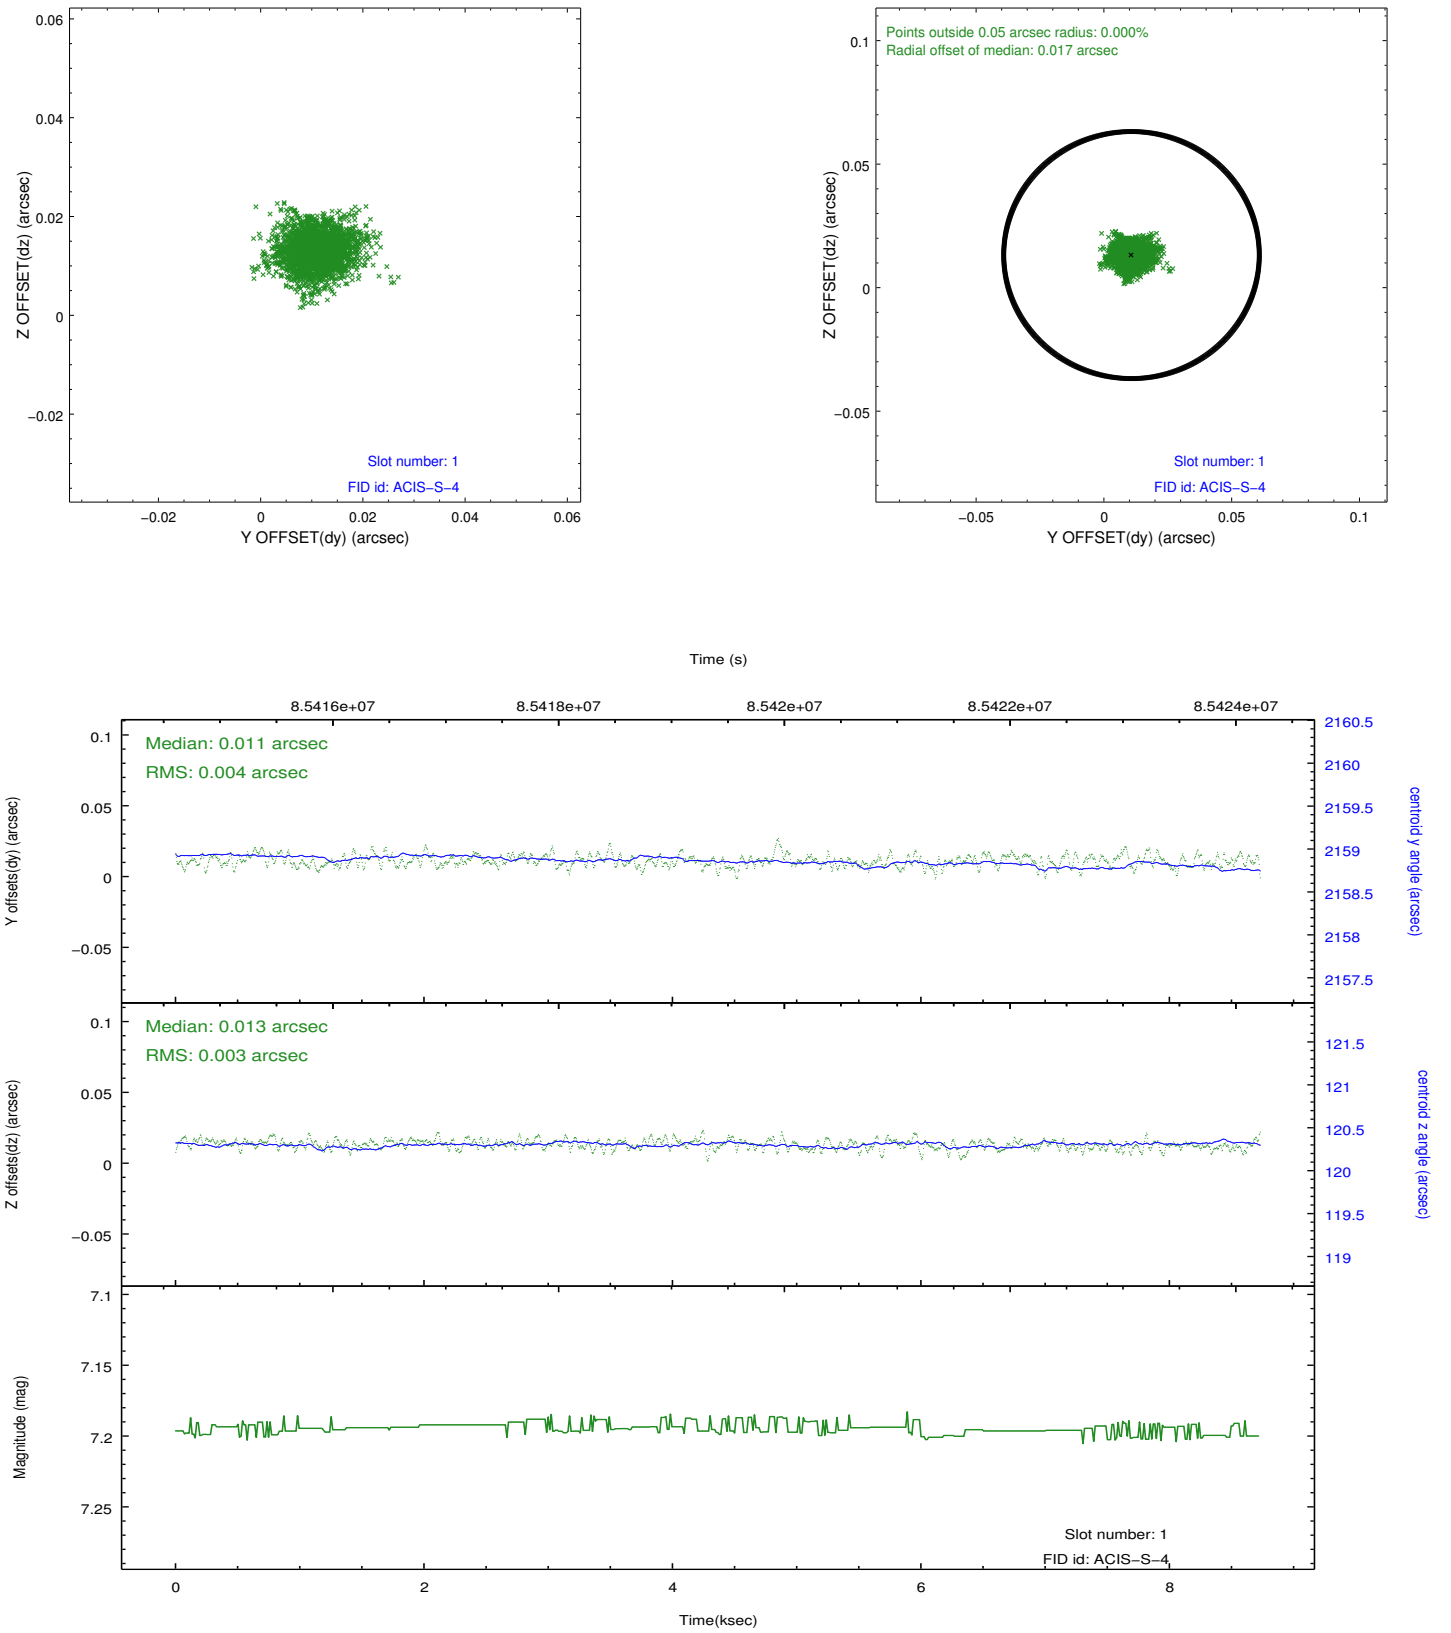 0.06
0.04
0.02
0
−0.02
Z OFFSET(dz) (arcsec)
Slot number: 1
FID id: ACIS−S−4
−0.02 0 0.02 0.04 0.06
Y OFFSET(dy) (arcsec)
Points outside 0.05 arcsec radius: 0.000%
Radial offset of median: 0.017 arcsec
0.1
0.05
0
−0.05
Z OFFSET(dz) (arcsec)
Slot number: 1
FID id: ACIS−S−4
−0.05 0 0.05 0.1
Y OFFSET(dy) (arcsec)
Time (s)
8.5416e+07 8.5418e+07 8.542e+07 8.5422e+07 8.5424e+07
Median: 0.011 arcsec
RMS: 0.004 arcsec
0.1
0.05
0
−0.05
Y offsets(dy) (arcsec)
2160.5
2160
2159.5
2159
2158.5
2158
2157.5
centroid y angle (arcsec)
Median: 0.013 arcsec
RMS: 0.003 arcsec
0.1
0.05
0
−0.05
Z offsets(dz) (arcsec)
121.5
121
120.5
120
119.5
119
centroid z angle (arcsec)
7.1
7.15
7.2
7.25
Magnitude (mag)
Slot number: 1
FID id: ACIS−S−4
0 2 4 6 8
Time(ksec)